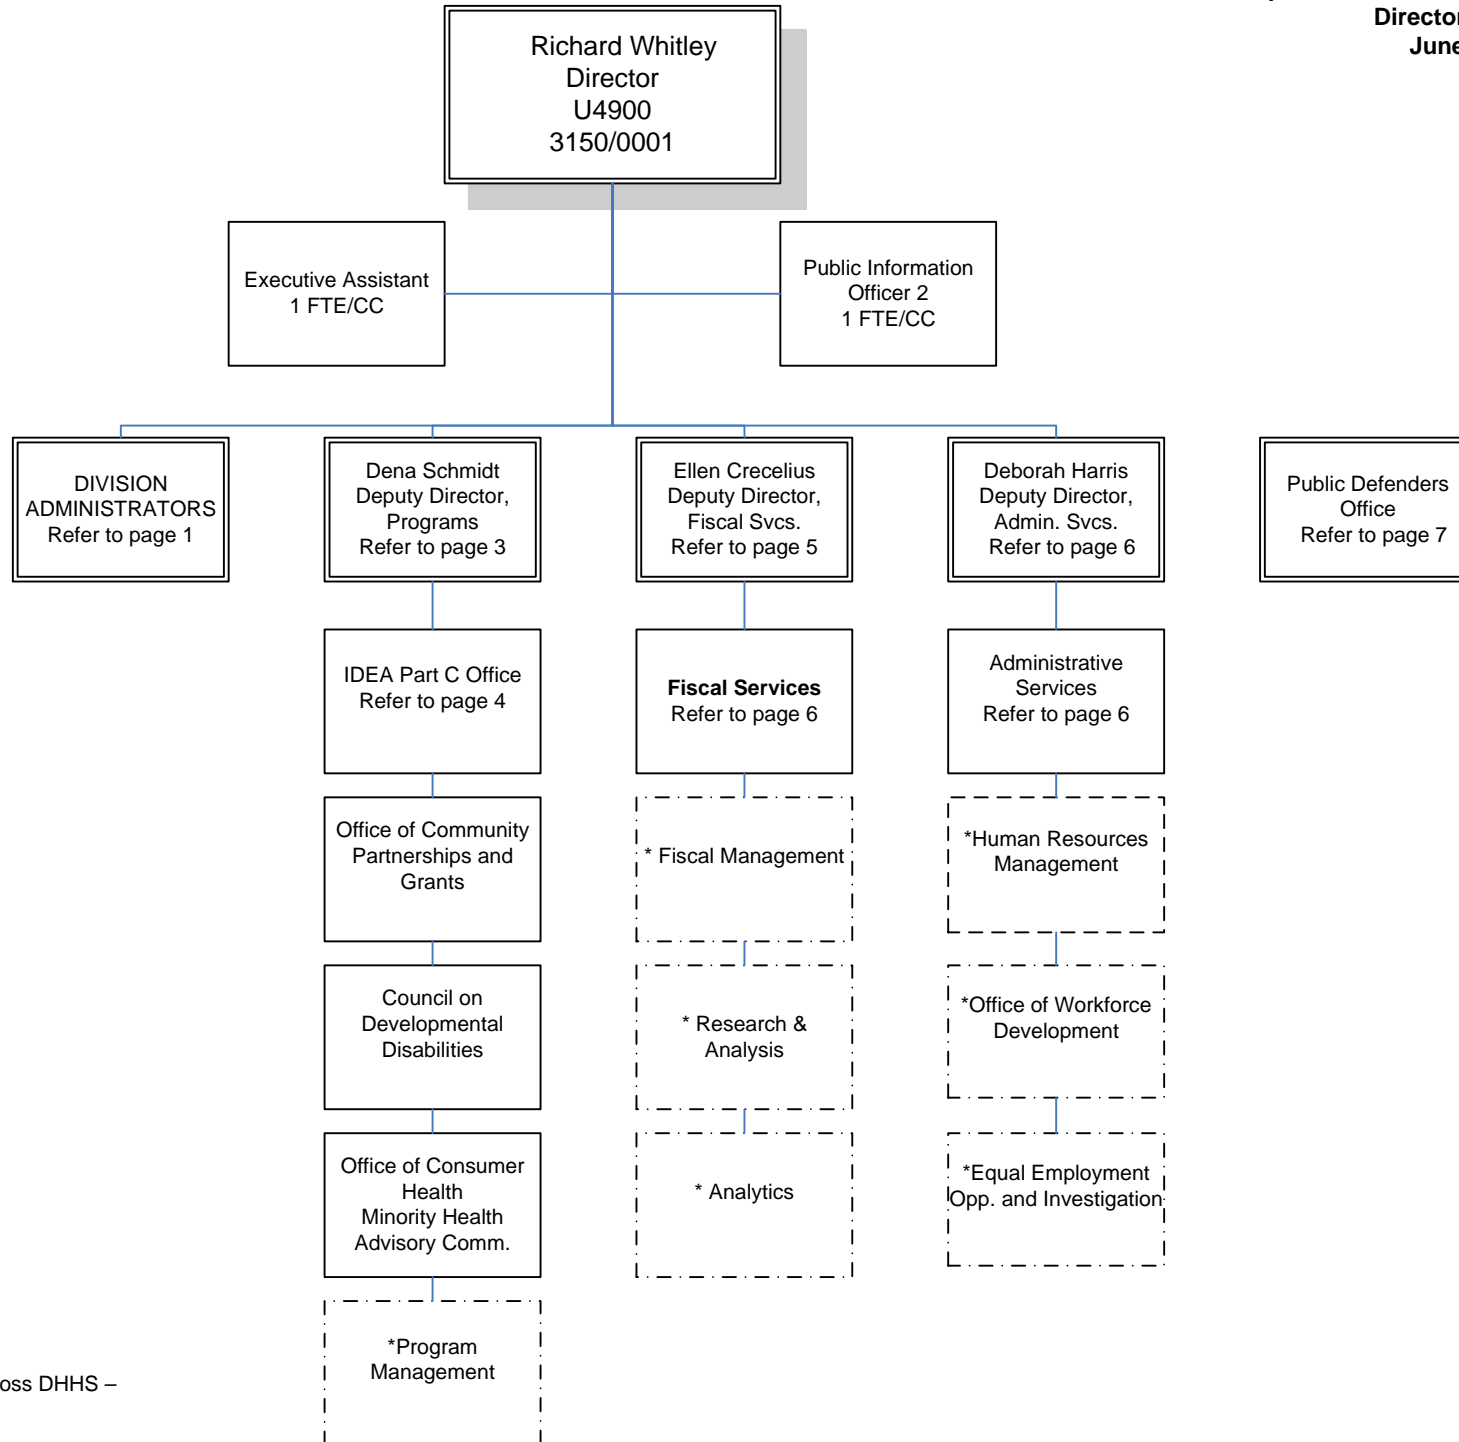 Director
June
Richard Whitley
Director
U4900
3150/0001
Executive Assistant
1 FTE/CC
Public Information
Officer 2
1 FTE/CC
DIVISION
ADMINISTRATORS
Refer to page 1
Dena Schmidt
Deputy Director,
Programs
Refer to page 3
Ellen Crecelius
Deputy Director,
Fiscal Svcs.
Refer to page 5
Deborah Harris
Deputy Director,
Admin. Svcs.
Refer to page 6
Public Defenders
Office
Refer to page 7
IDEA Part C Office
Refer to page 4
Fiscal Services
Refer to page 6
Administrative
Services
Refer to page 6
Office of Community
Partnerships and
Grants
* Fiscal Management
*Human Resources
Management
Council on
Developmental
Disabilities
* Research &
Analysis
*Office of Workforce
Development
Office of Consumer
Health
Minority Health
Advisory Comm.
* Analytics
*Equal Employment
Opp. and Investigation
*Program
Management
oss DHHS –